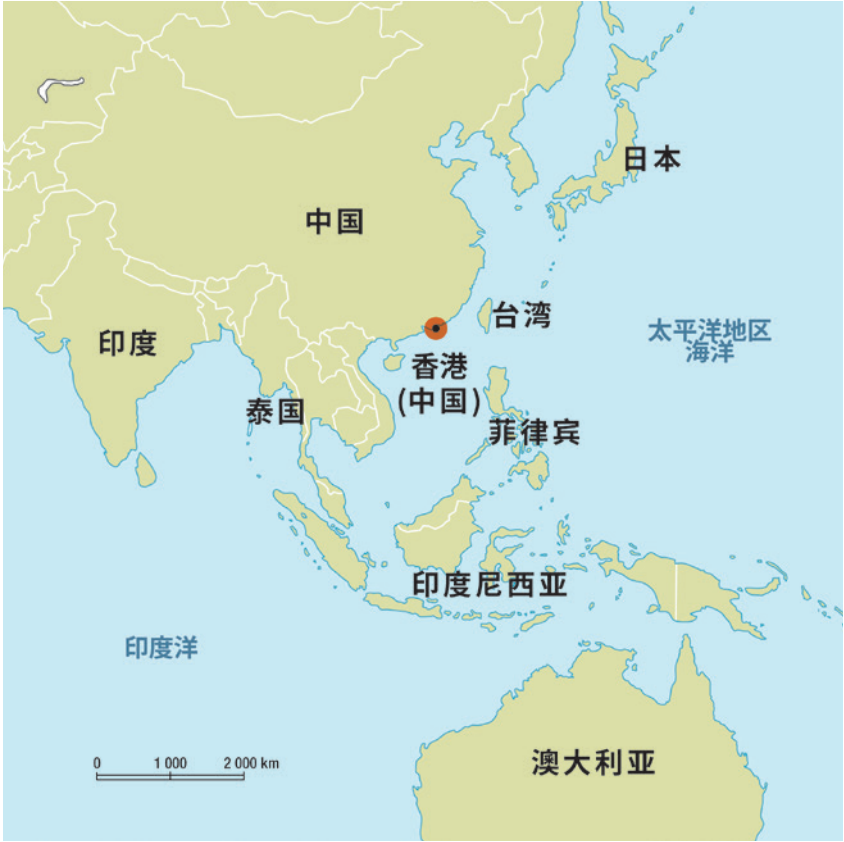 日本
中国
台湾
太平洋地区
海洋
印度
香港
(中国)
泰国
菲律宾
印度尼西亚
印度洋
澳大利亚
0 1 000 2 000 km